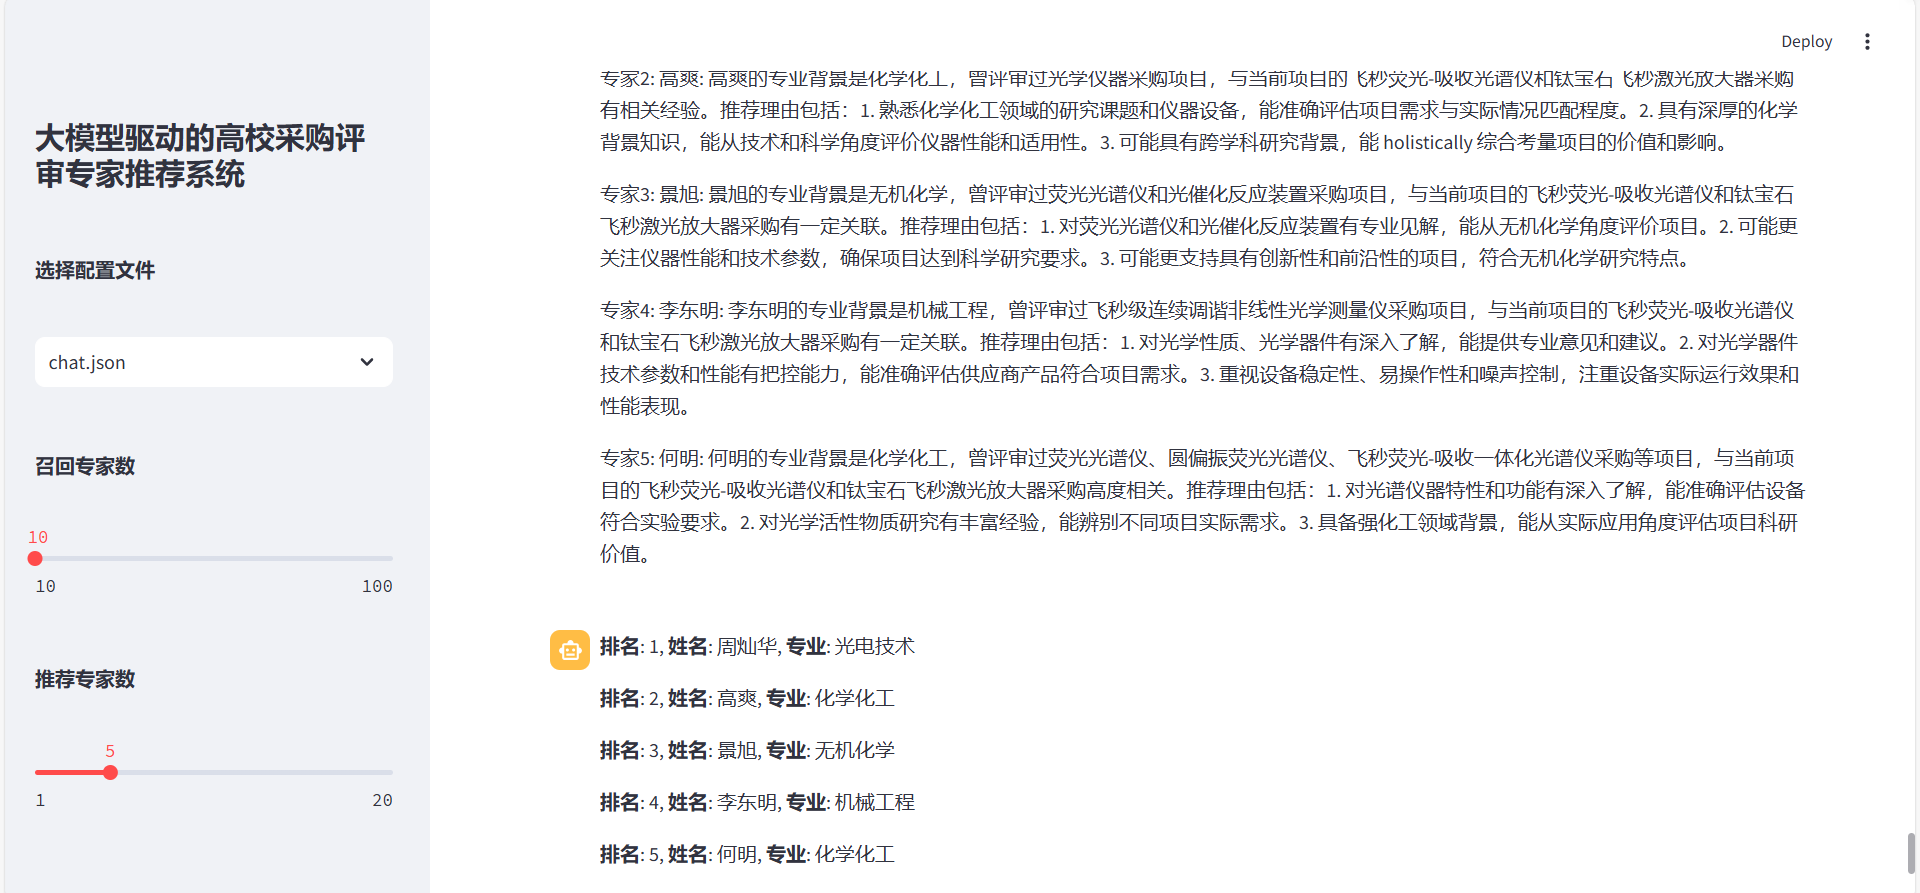 大模型驱动的高校采购评
审专家推荐系统
选择配置文件
chat.json
召回专家数
10
10 100
推荐专家数
5
1 20
Deploy
专家2: 高爽: 高爽的专业背景是化学化工，曾评审过光学仪器采购项目，与当前项目的飞秒荧光-吸收光谱仪和钛宝石飞秒激光放大器采购
有相关经验。推荐理由包括：1. 熟悉化学化工领域的研究课题和仪器设备，能准确评估项目需求与实际情况匹配程度。2. 具有深厚的化学
背景知识，能从技术和科学角度评价仪器性能和适用性。3. 可能具有跨学科研究背景，能 holistically 综合考量项目的价值和影响。
专家3: 景旭: 景旭的专业背景是无机化学，曾评审过荧光光谱仪和光催化反应装置采购项目，与当前项目的飞秒荧光-吸收光谱仪和钛宝石
飞秒激光放大器采购有一定关联。推荐理由包括：1. 对荧光光谱仪和光催化反应装置有专业见解，能从无机化学角度评价项目。2. 可能更
关注仪器性能和技术参数，确保项目达到科学研究要求。3. 可能更支持具有创新性和前沿性的项目，符合无机化学研究特点。
专家4: 李东明: 李东明的专业背景是机械工程，曾评审过飞秒级连续调谐非线性光学测量仪采购项目，与当前项目的飞秒荧光-吸收光谱仪
和钛宝石飞秒激光放大器采购有一定关联。推荐理由包括：1. 对光学性质、光学器件有深入了解，能提供专业意见和建议。2. 对光学器件
技术参数和性能有把控能力，能准确评估供应商产品符合项目需求。3. 重视设备稳定性、易操作性和噪声控制，注重设备实际运行效果和
性能表现。
专家5: 何明: 何明的专业背景是化学化工，曾评审过荧光光谱仪、圆偏振荧光光谱仪、飞秒荧光-吸收一体化光谱仪采购等项目，与当前项
目的飞秒荧光-吸收光谱仪和钛宝石飞秒激光放大器采购高度相关。推荐理由包括：1. 对光谱仪器特性和功能有深入了解，能准确评估设备
符合实验要求。2. 对光学活性物质研究有丰富经验，能辨别不同项目实际需求。3. 具备强化工领域背景，能从实际应用角度评估项目科研
价值。
排名: 1, 姓名: 周灿华, 专业: 光电技术
排名: 2, 姓名: 高爽, 专业: 化学化工
排名: 3, 姓名: 景旭, 专业: 无机化学
排名: 4, 姓名: 李东明, 专业: 机械工程
排名: 5, 姓名: 何明, 专业: 化学化工